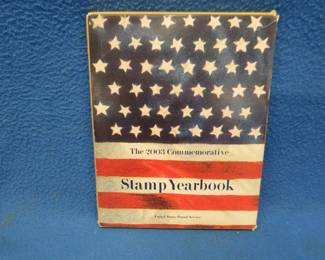 The 2003 Commemorative
Stamp Yearbook
United States Postal Service